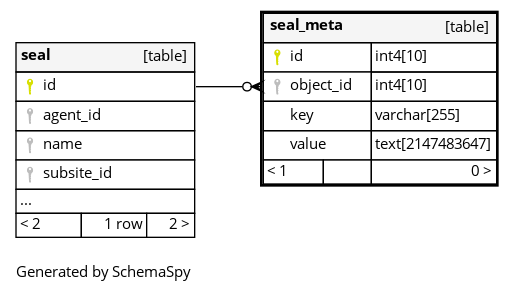 seal [table]
id
agent_id
name
subsite_id
...
< 2 1 row 2 >
seal_meta [table]
id int4[10]
object_id int4[10]
key varchar[255]
value text[2147483647]
< 1 0 >
Generated by SchemaSpy